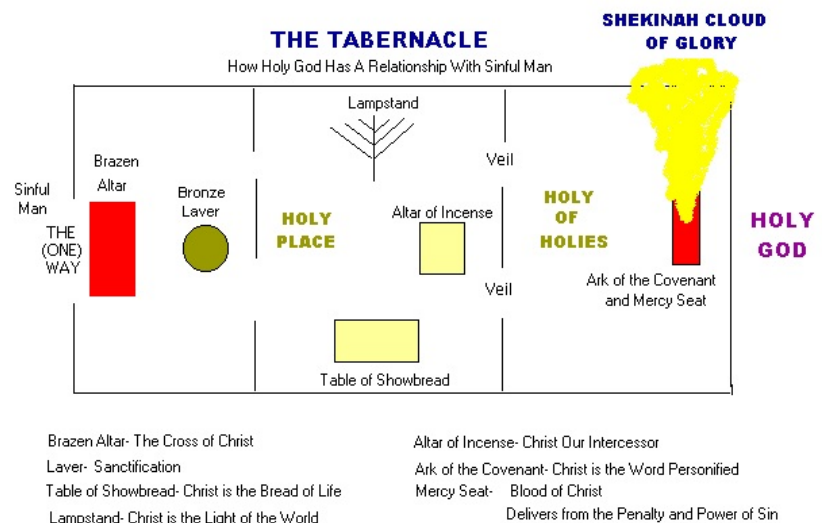 THE TABERNACLE
How Holy God Has A Relationship With Sinful Man
SHEKINAH CLOUD
OF GLORY
Sinful
Man
THE
(ONE)
WAY
Brazen
Altar
Bronze
Laver
HOLY
PLACE
Lampstand
Altar of Incense
Table of Showbread
Veil
Veil
HOLY
OF
HOLIES
Ark of the Covenant
and Mercy Seat
HOLY
GOD
Brazen Altar- The Cross of Christ
Laver- Sanctification
Table of Showbread- Christ is the Bread of Life
Lampstand- Christ is the Light of the World
Altar of Incense- Christ Our Intercessor
Ark of the Covenant- Christ is the Word Personified
Mercy Seat- Blood of Christ
Delivers from the Penalty and Power of Sin